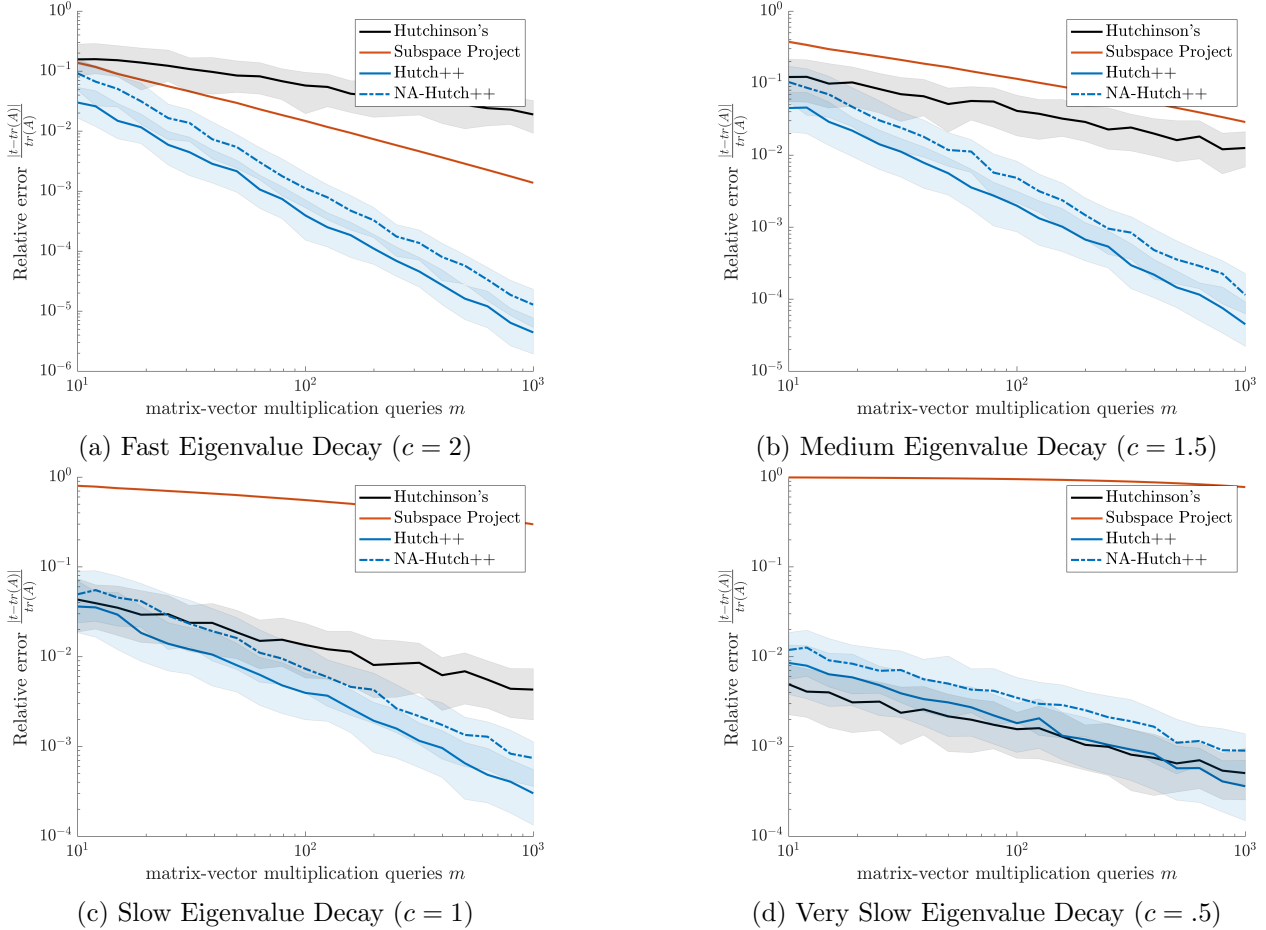 10^0
10^{-1}
10^{-2}
10^{-3}
10^{-4}
10^{-5}
10^{-6}
Relative error |t−tr(A)|/tr(A)
Hutchinson's
Subspace Project
Hutch++
NA-Hutch++
10^1
10^2
10^3
matrix-vector multiplication queries m
(a) Fast Eigenvalue Decay (c = 2)
10^0
10^{-1}
10^{-2}
10^{-3}
10^{-4}
10^{-5}
Relative error |t−tr(A)|/tr(A)
Hutchinson's
Subspace Project
Hutch++
NA-Hutch++
10^1
10^2
10^3
matrix-vector multiplication queries m
(b) Medium Eigenvalue Decay (c = 1.5)
10^0
10^{-1}
10^{-2}
10^{-3}
10^{-4}
Relative error |t−tr(A)|/tr(A)
Hutchinson's
Subspace Project
Hutch++
NA-Hutch++
10^1
10^2
10^3
matrix-vector multiplication queries m
(c) Slow Eigenvalue Decay (c = 1)
10^0
10^{-1}
10^{-2}
10^{-3}
10^{-4}
Relative error |t−tr(A)|/tr(A)
Hutchinson's
Subspace Project
Hutch++
NA-Hutch++
10^1
10^2
10^3
matrix-vector multiplication queries m
(d) Very Slow Eigenvalue Decay (c = .5)